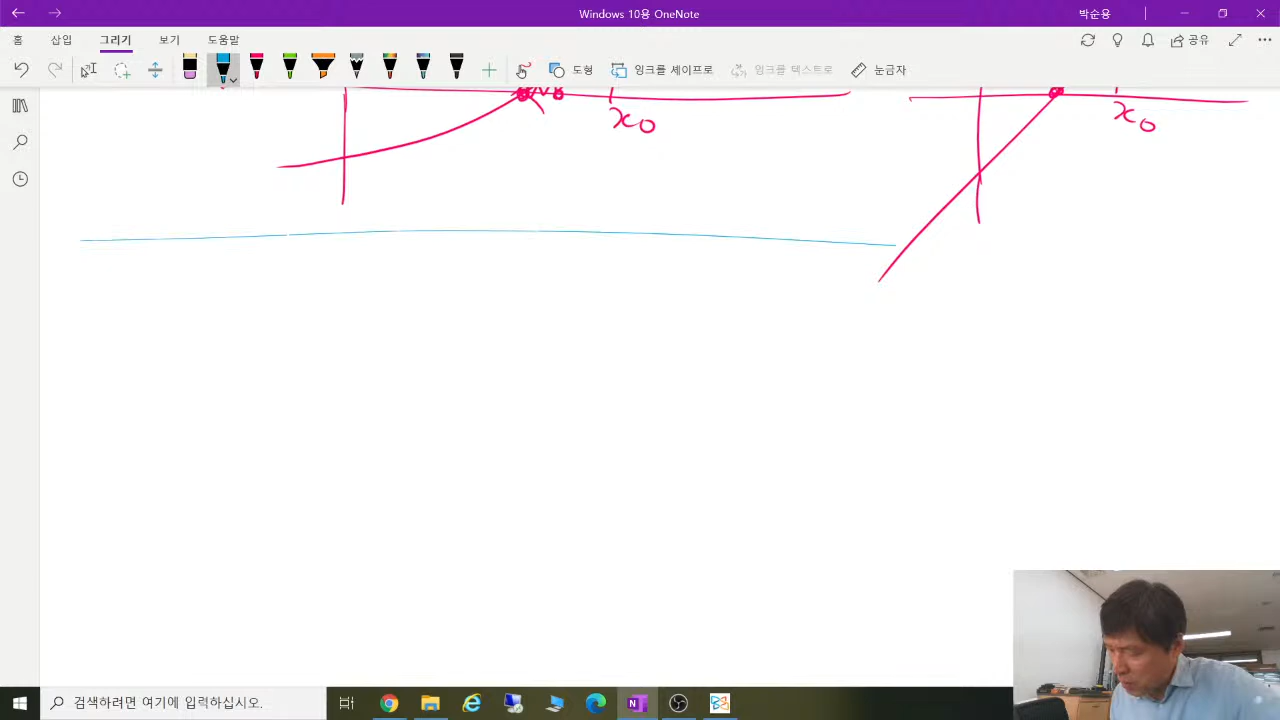 Windows 10용 OneNote
박순용
홈 삽입 그리기 보기 도움말
공유
도형 잉크를 셰이프로 잉크를 텍스트로 눈금자
x₀ x₀
검색하려면 여기에 입력하십시오.